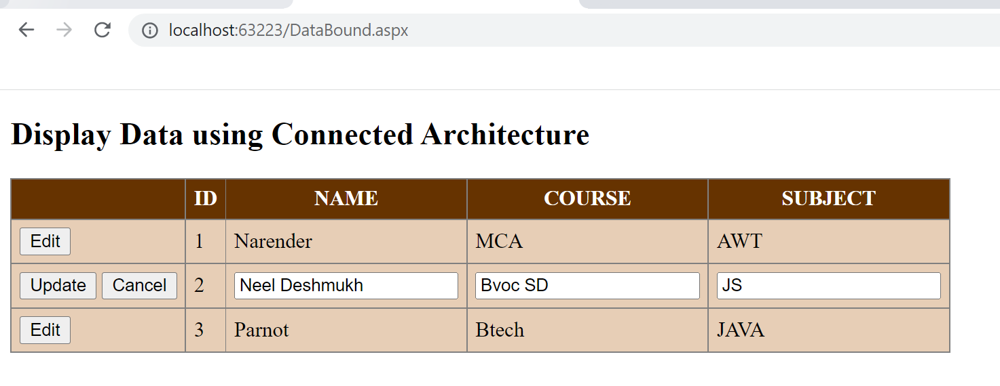 localhost:63223/DataBound.aspx
Display Data using Connected Architecture
ID NAME COURSE SUBJECT
Edit 1 Narender MCA AWT
Update Cancel 2 Neel Deshmukh Bvoc SD JS
Edit 3 Parnot Btech JAVA